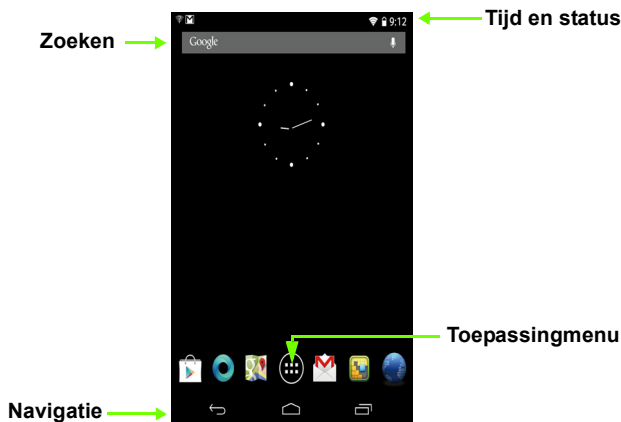 Tijd en status
9:12
Zoeken
Google
Toepassingmenu
Navigatie